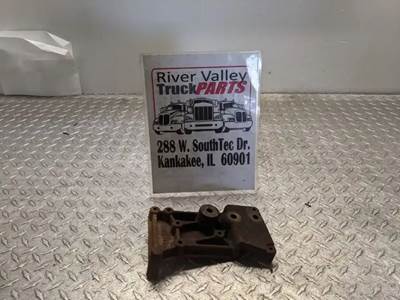 River Valley
TruckPARTS
288 W. SouthTec Dr.
Kankakee, IL 60901